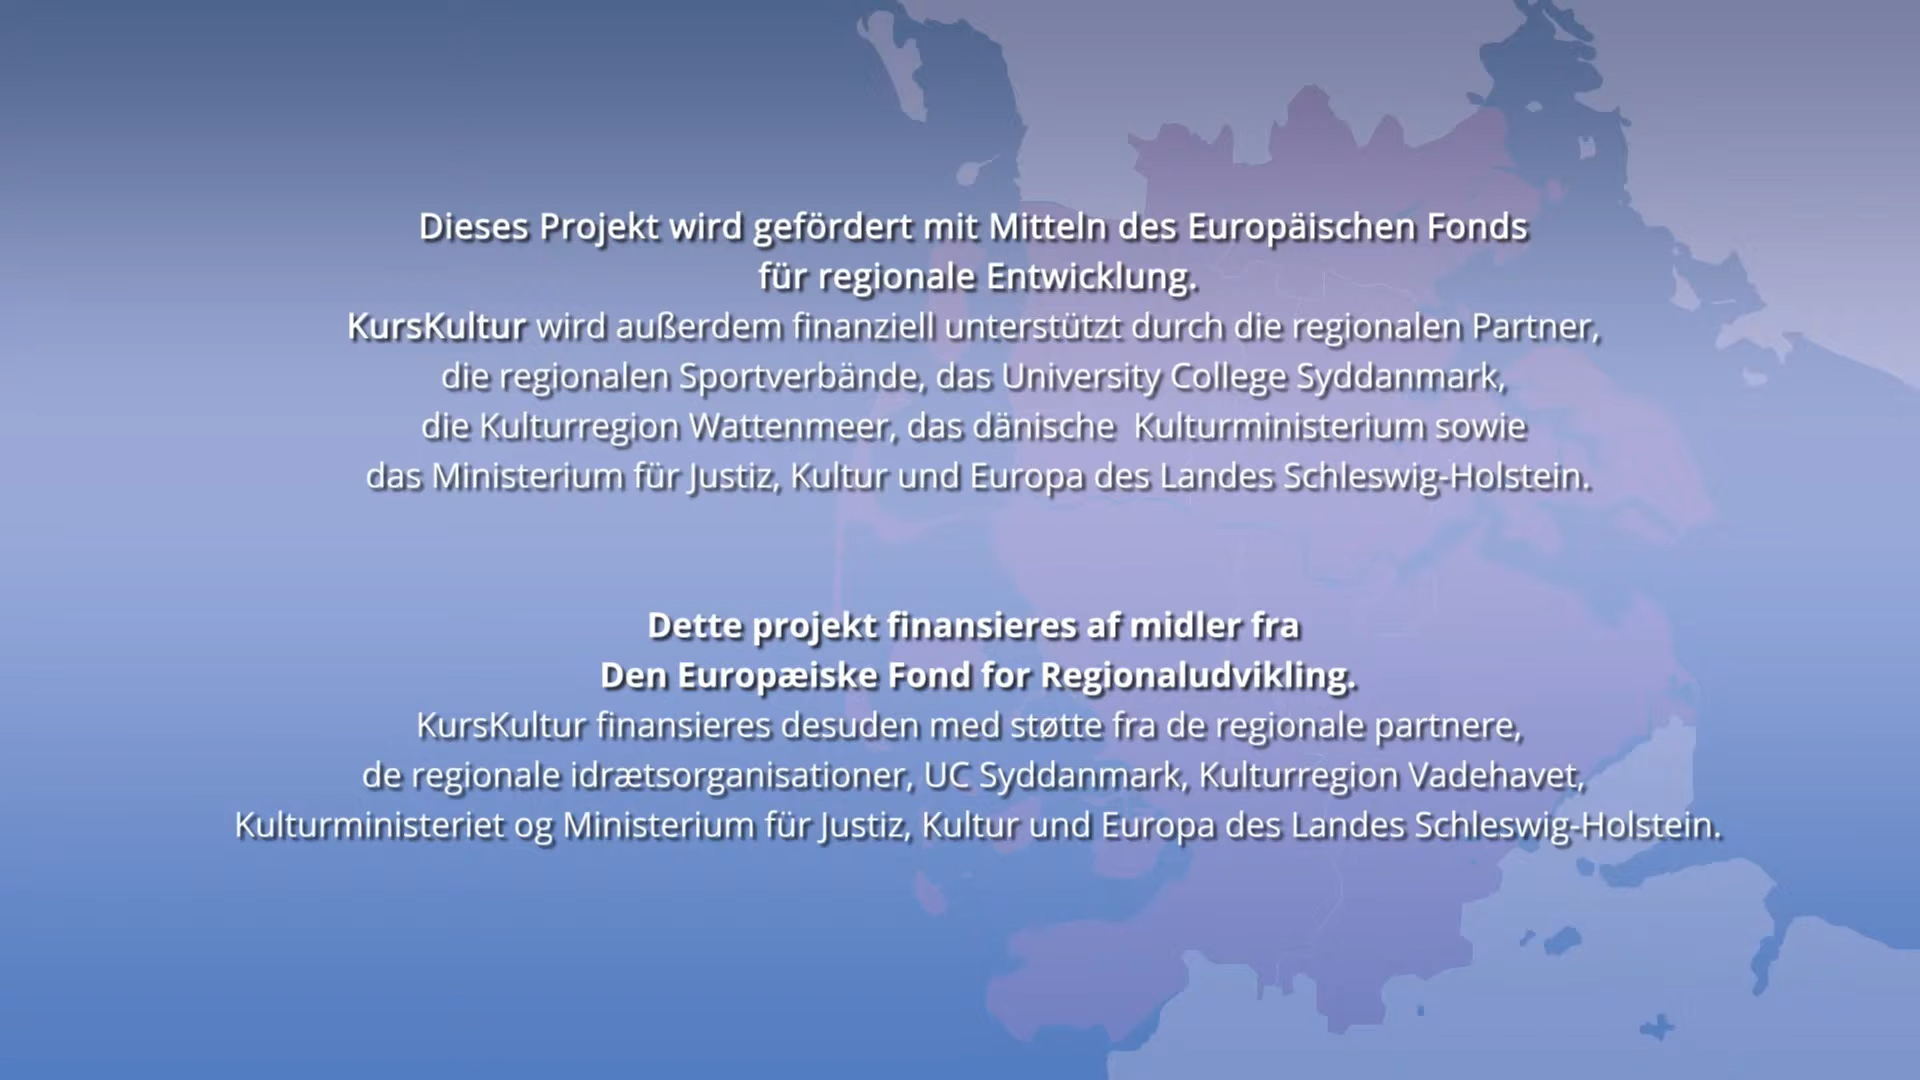 Dieses Projekt wird gefördert mit Mitteln des Europäischen Fonds
für regionale Entwicklung.
KursKultur wird außerdem finanziell unterstützt durch die regionalen Partner,
die regionalen Sportverbände, das University College Syddanmark,
die Kulturregion Wattenmeer, das dänische  Kulturministerium sowie
das Ministerium für Justiz, Kultur und Europa des Landes Schleswig-Holstein.
Dette projekt finansieres af midler fra
Den Europæiske Fond for Regionaludvikling.
KursKultur finansieres desuden med støtte fra de regionale partnere,
de regionale idrætsorganisationer, UC Syddanmark, Kulturregion Vadehavet,
Kulturministeriet og Ministerium für Justiz, Kultur und Europa des Landes Schleswig-Holstein.